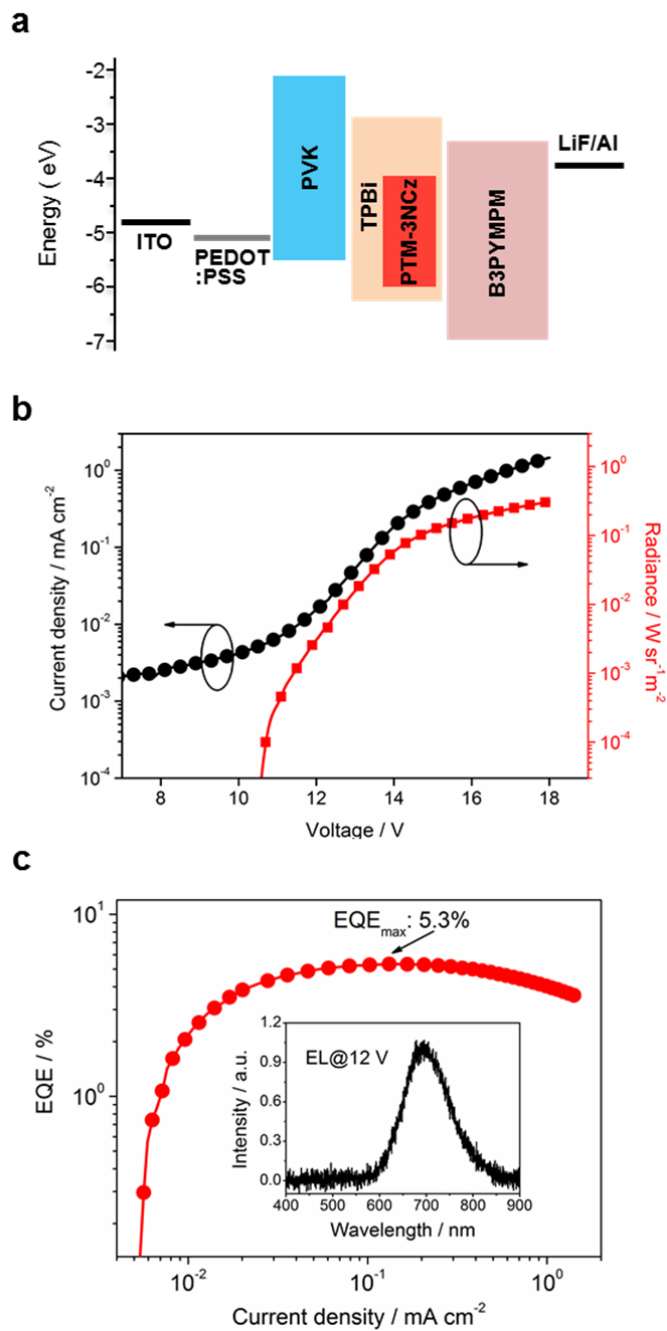 a
Energy ( eV)
-2
-3
-4
-5
-6
-7
ITO
PEDOT
:PSS
PVK
TPBi
PTM-3NCz
B3PYMPM
LiF/Al
b
Current density / mA cm⁻²
10⁰
10⁻¹
10⁻²
10⁻³
10⁻⁴
8 10 12 14 16 18
Voltage / V
10⁰
10⁻¹
10⁻²
10⁻³
10⁻⁴
Radiance / W sr⁻¹m⁻²
c
EQE / %
10¹
10⁰
EQEmax: 5.3%
EL@12 V
Intensity / a.u.
1.2
0.9
0.6
0.3
0.0
400 500 600 700 800 900
Wavelength / nm
10⁻² 10⁻¹ 10⁰
Current density / mA cm⁻²